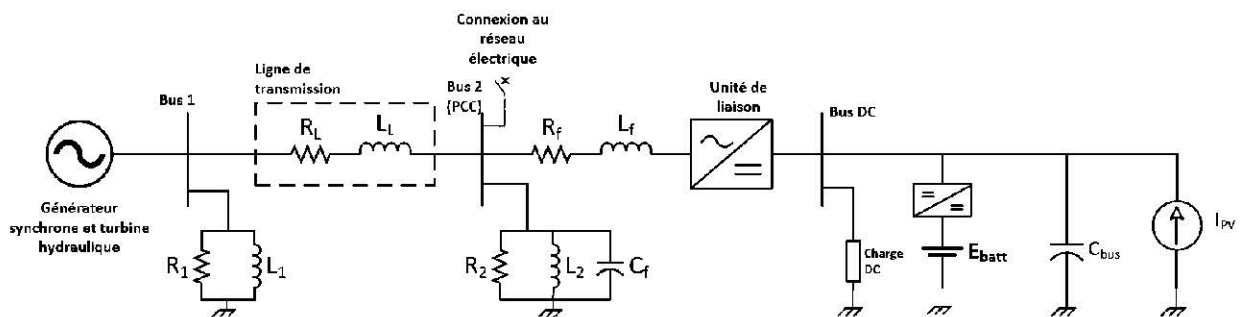 Connexion au
réseau
électrique
Ligne de
transmission
Bus 1
Bus 2
(PCC)
Unité de
liaison
Bus DC
R_L
L_L
R_f
L_f
Générateur
synchrone et turbine
hydraulique
R_1
L_1
R_2
L_2
C_f
Charge
DC
E_batt
C_bus
I_PV